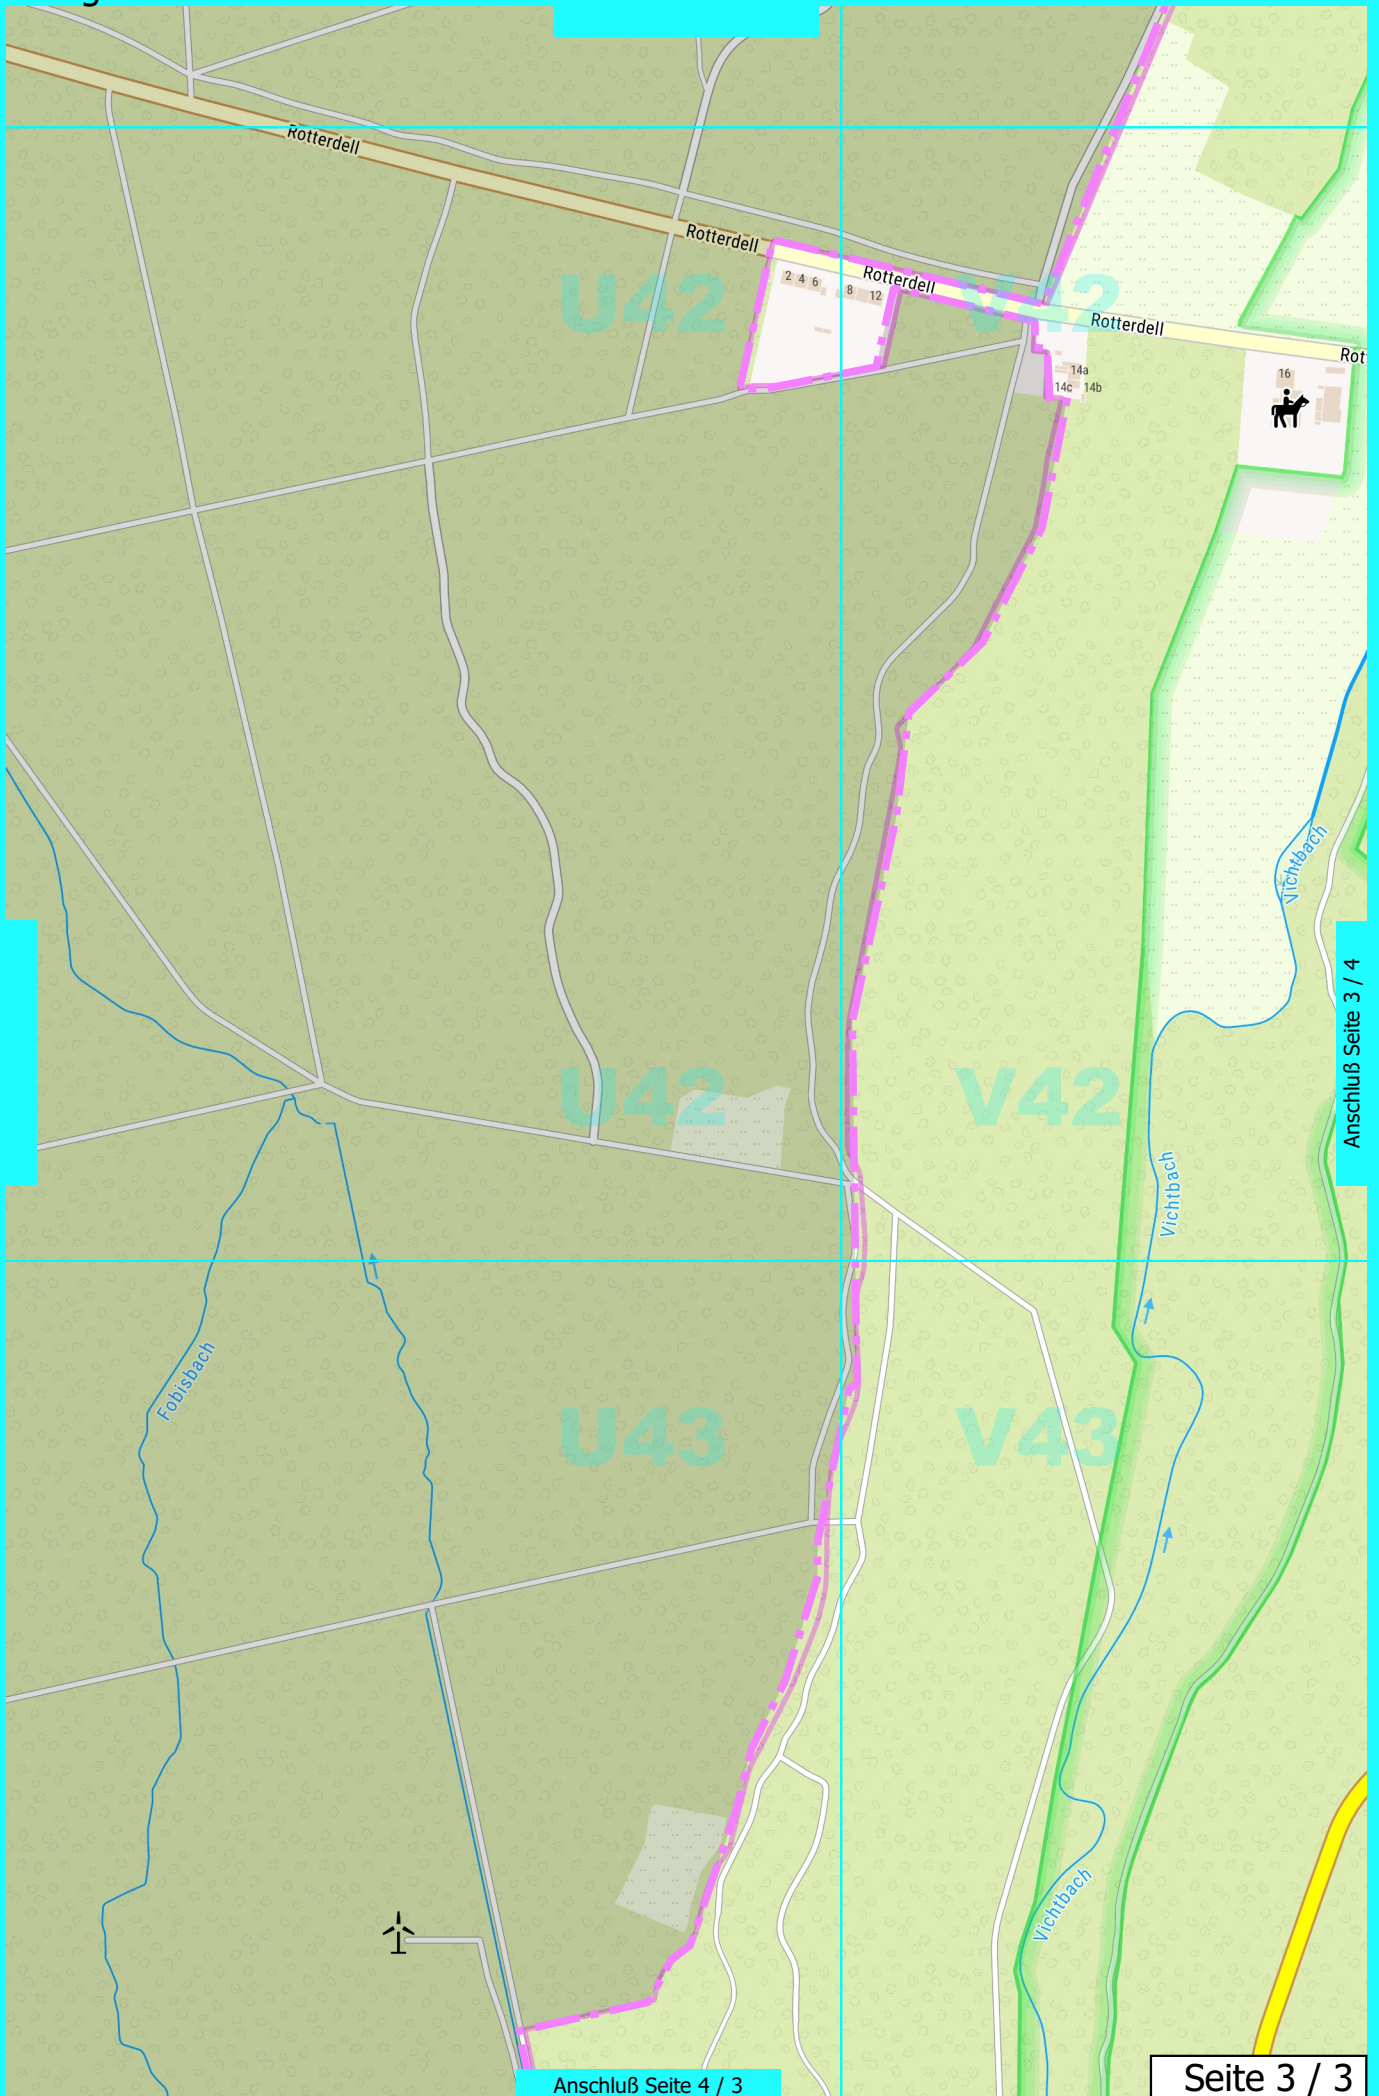 Rotterdell
Rotterdell
Rotterdell
Rotterdell
U42
V42
2 4 6
8
12
14a
14c
14b
16
Vichtbach
Anschluß Seite 3 / 4
U42
V42
Vichtbach
Fobisbach
U43
V43
Vichtbach
Anschluß Seite 4 / 3
Seite 3 / 3